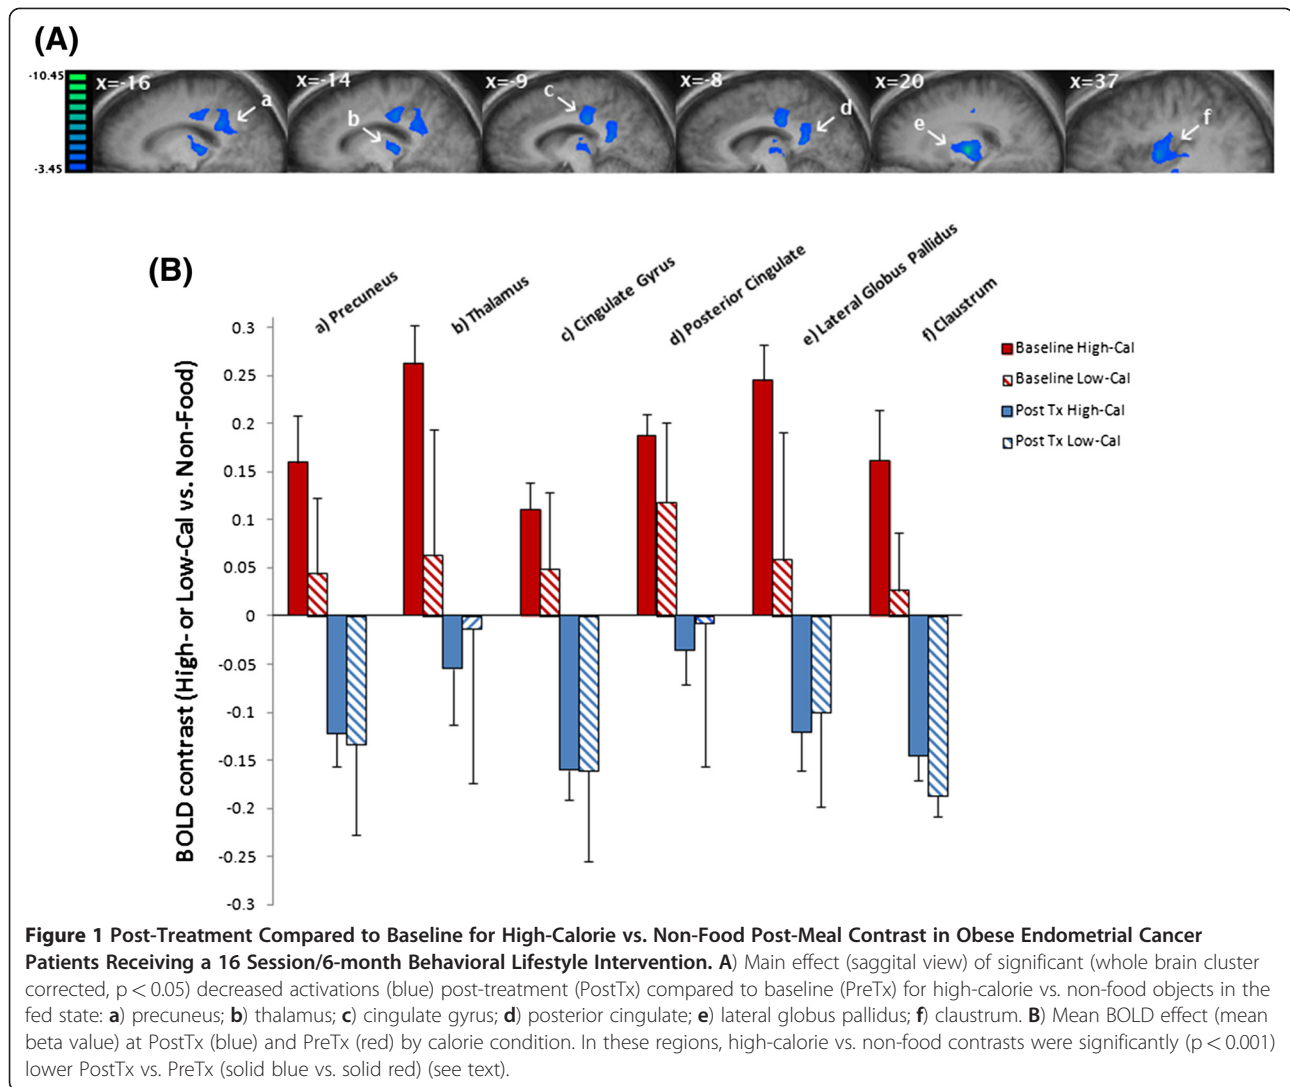 (A)
-10.45
-3.45
x=-16
a
x=-14
b
x=-9
c
x=-8
d
x=20
e
x=37
f
(B)
a) Precuneus
b) Thalamus
c) Cingulate Gyrus
d) Posterior Cingulate
e) Lateral Globus Pallidus
f) Claustrum
BOLD contrast (High- or Low-Cal vs. Non-Food)
0.3
0.25
0.2
0.15
0.1
0.05
0
-0.05
-0.1
-0.15
-0.2
-0.25
-0.3
Baseline High-Cal
Baseline Low-Cal
Post Tx High-Cal
Post Tx Low-Cal
Figure 1 Post-Treatment Compared to Baseline for High-Calorie vs. Non-Food Post-Meal Contrast in Obese Endometrial Cancer
Patients Receiving a 16 Session/6-month Behavioral Lifestyle Intervention. A) Main effect (saggital view) of significant (whole brain cluster
corrected, p < 0.05) decreased activations (blue) post-treatment (PostTx) compared to baseline (PreTx) for high-calorie vs. non-food objects in the
fed state: a) precuneus; b) thalamus; c) cingulate gyrus; d) posterior cingulate; e) lateral globus pallidus; f) claustrum. B) Mean BOLD effect (mean
beta value) at PostTx (blue) and PreTx (red) by calorie condition. In these regions, high-calorie vs. non-food contrasts were significantly (p < 0.001)
lower PostTx vs. PreTx (solid blue vs. solid red) (see text).